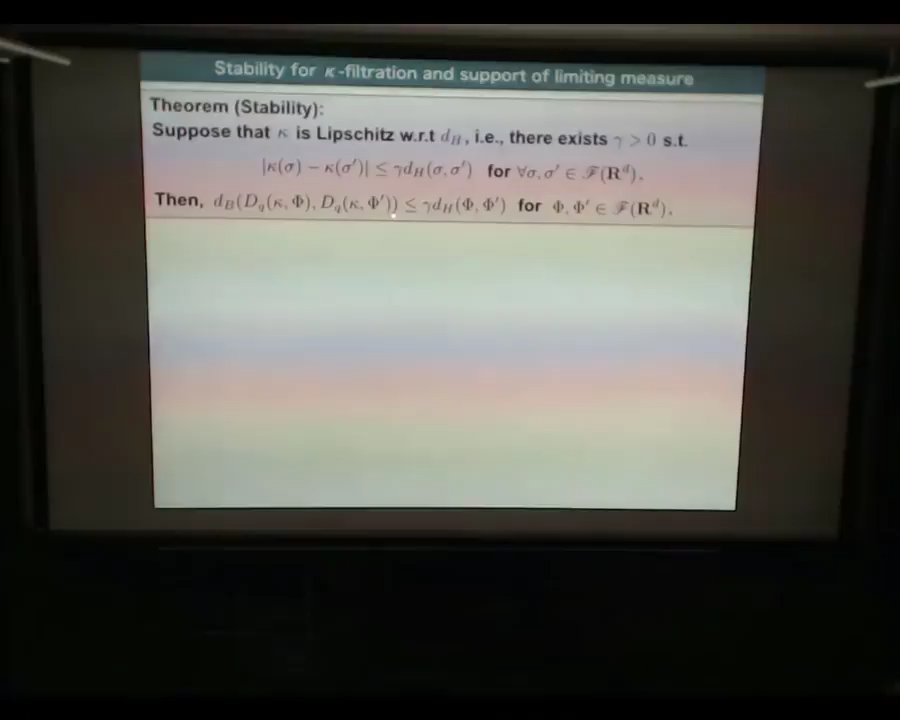 Stability for κ-filtration and support of limiting measure
Theorem (Stability):
Suppose that κ is Lipschitz w.r.t d_H, i.e., there exists γ > 0 s.t.
|κ(σ) − κ(σ′)| ≤ γd_H(σ, σ′) for ∀σ, σ′ ∈ ℱ(R^d).
Then, d_B(D_q(κ, Φ), D_q(κ, Φ′)) ≤ γd_H(Φ, Φ′) for Φ, Φ′ ∈ ℱ(R^d).